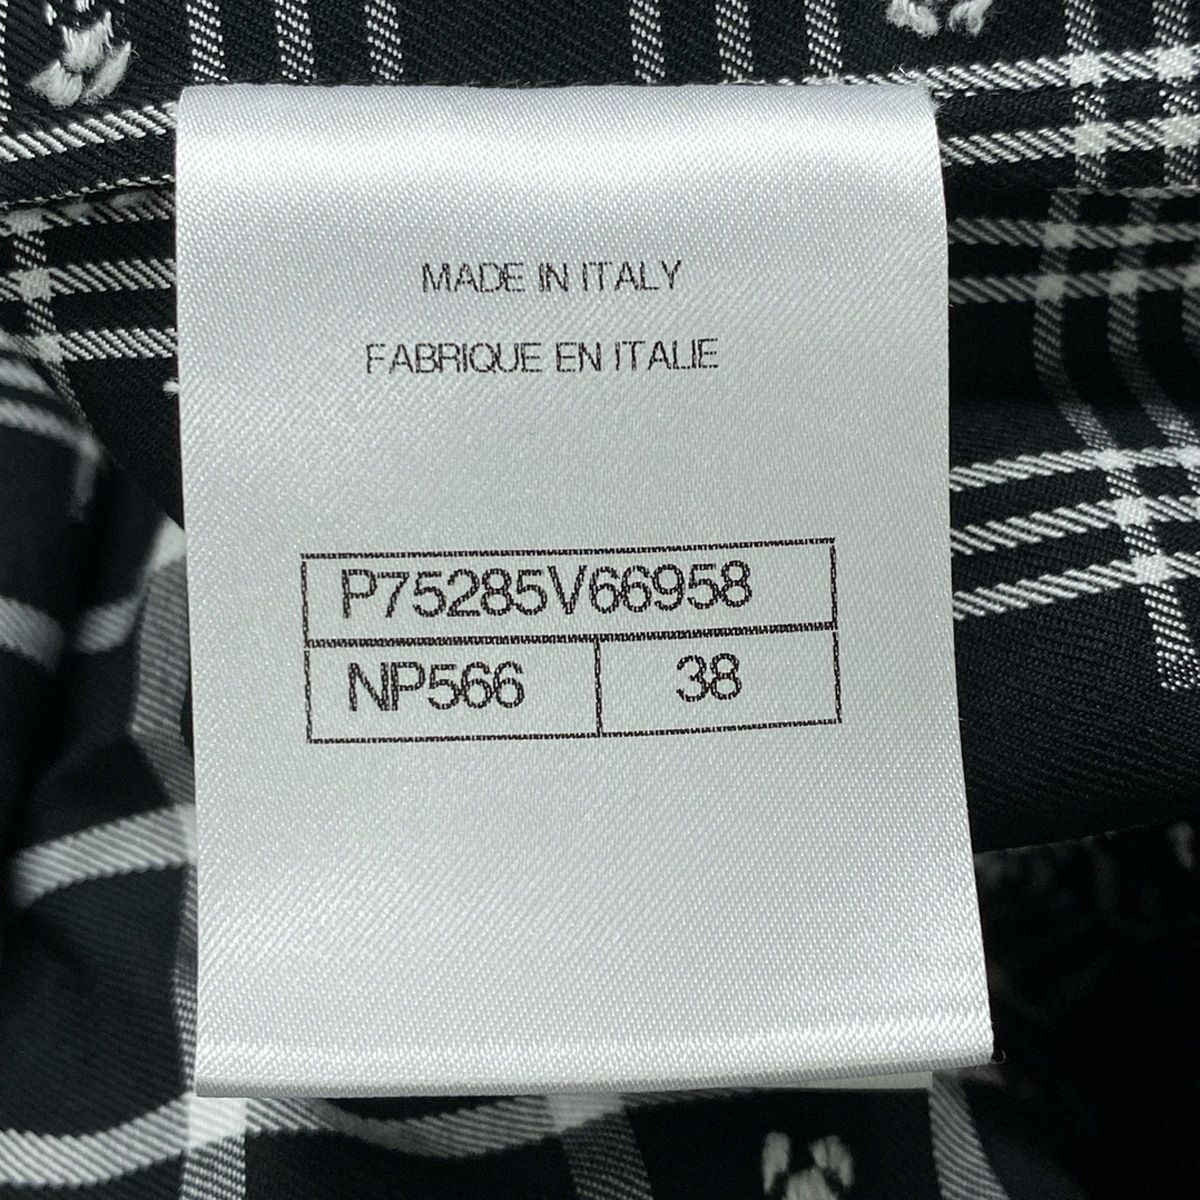 MADE IN ITALY
FABRIQUE EN ITALIE
P75285V66958
NP566 38